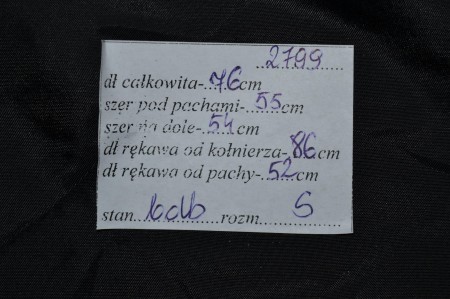 2799
dł całkowita-76cm
szer pod pachami-55cm
szer na dole-54cm
dł rękawa od kołnierza-86cm
dł rękawa od pachy-52cm
stan bdb rozm S